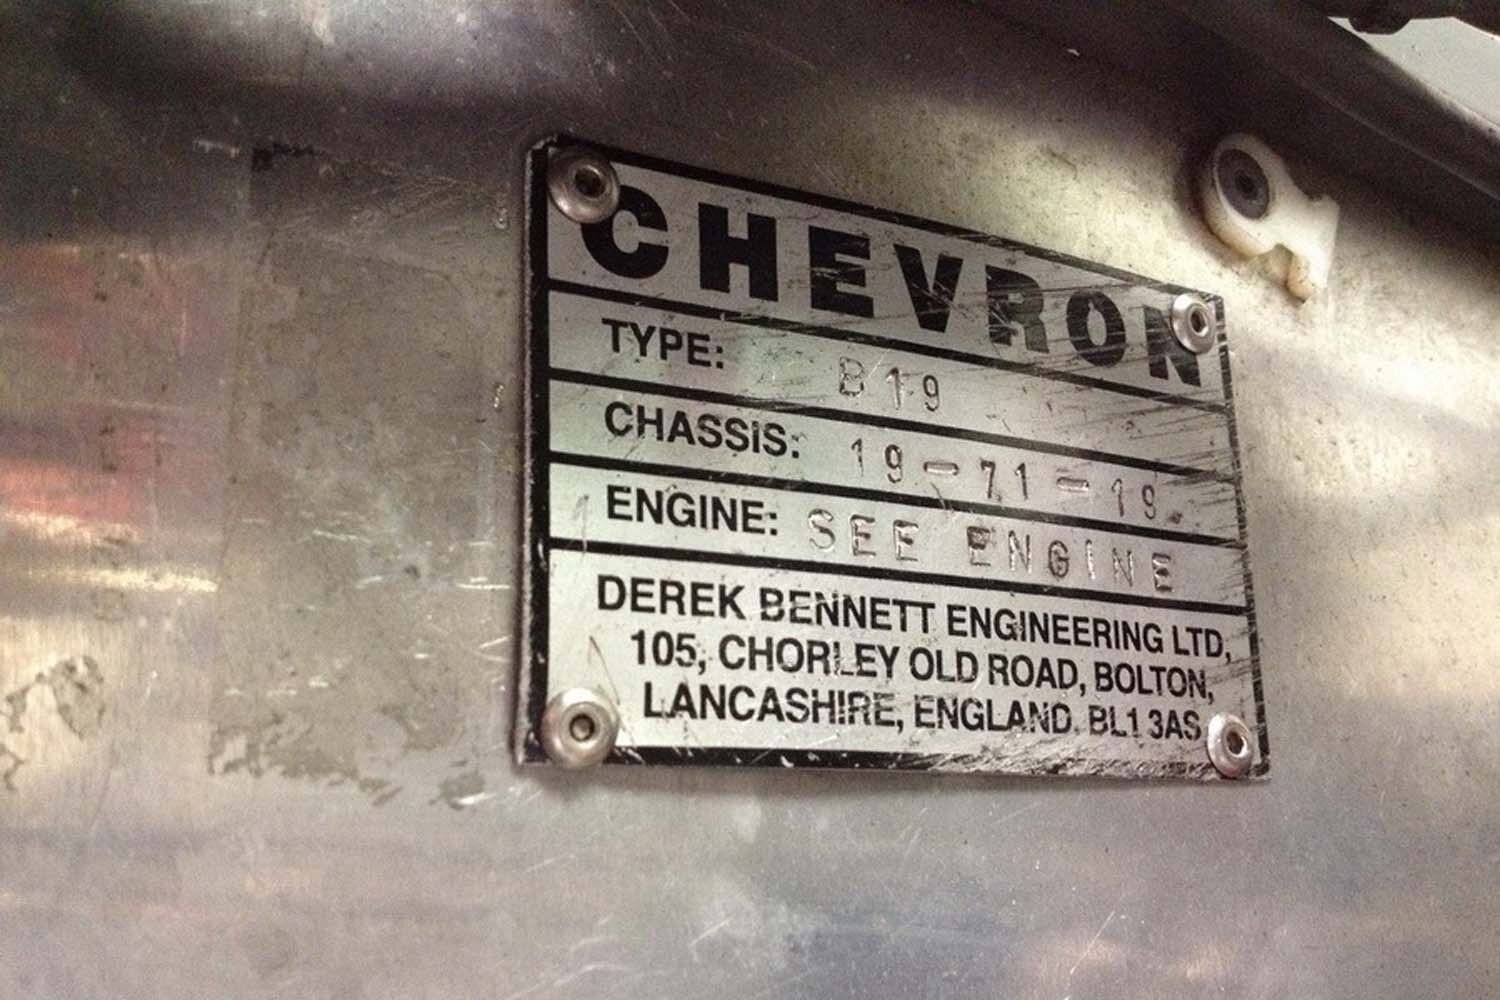 CHEVRON
TYPE: B19
CHASSIS: 19-71-19
ENGINE: SEE ENGINE
DEREK BENNETT ENGINEERING LTD,
105, CHORLEY OLD ROAD, BOLTON,
LANCASHIRE, ENGLAND. BL1 3AS